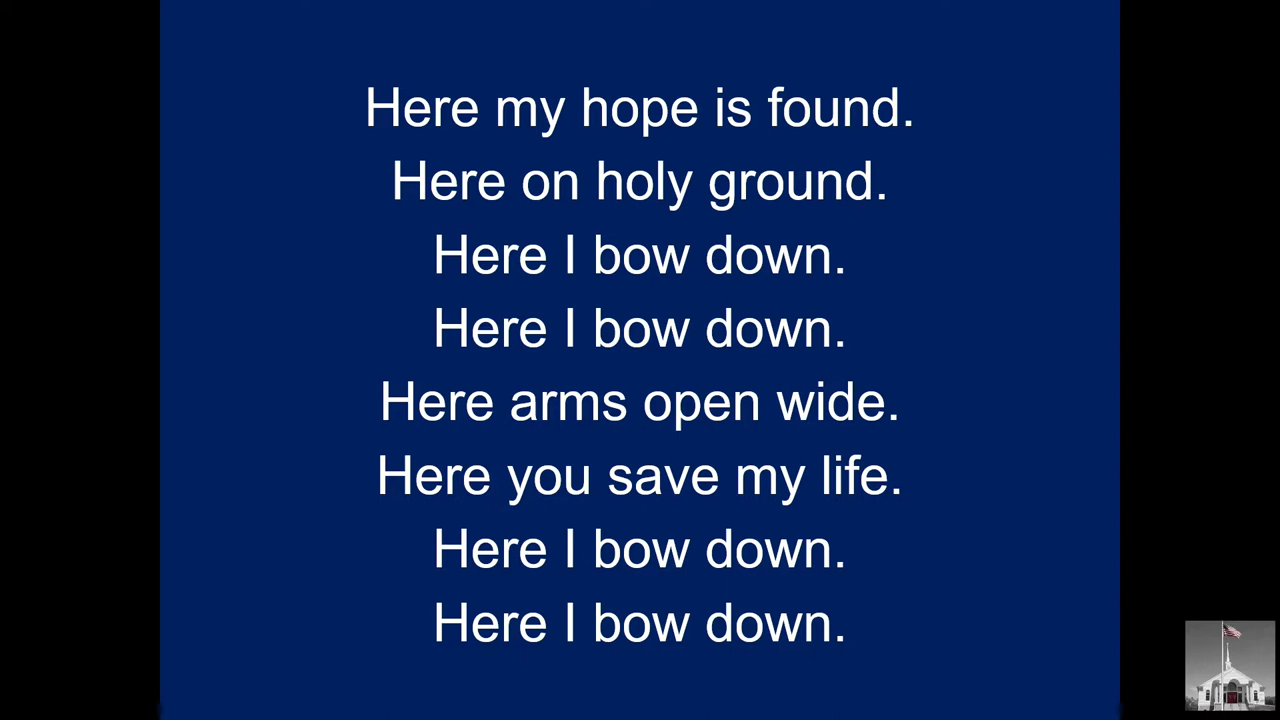 Here my hope is found.
Here on holy ground.
Here I bow down.
Here I bow down.
Here arms open wide.
Here you save my life.
Here I bow down.
Here I bow down.